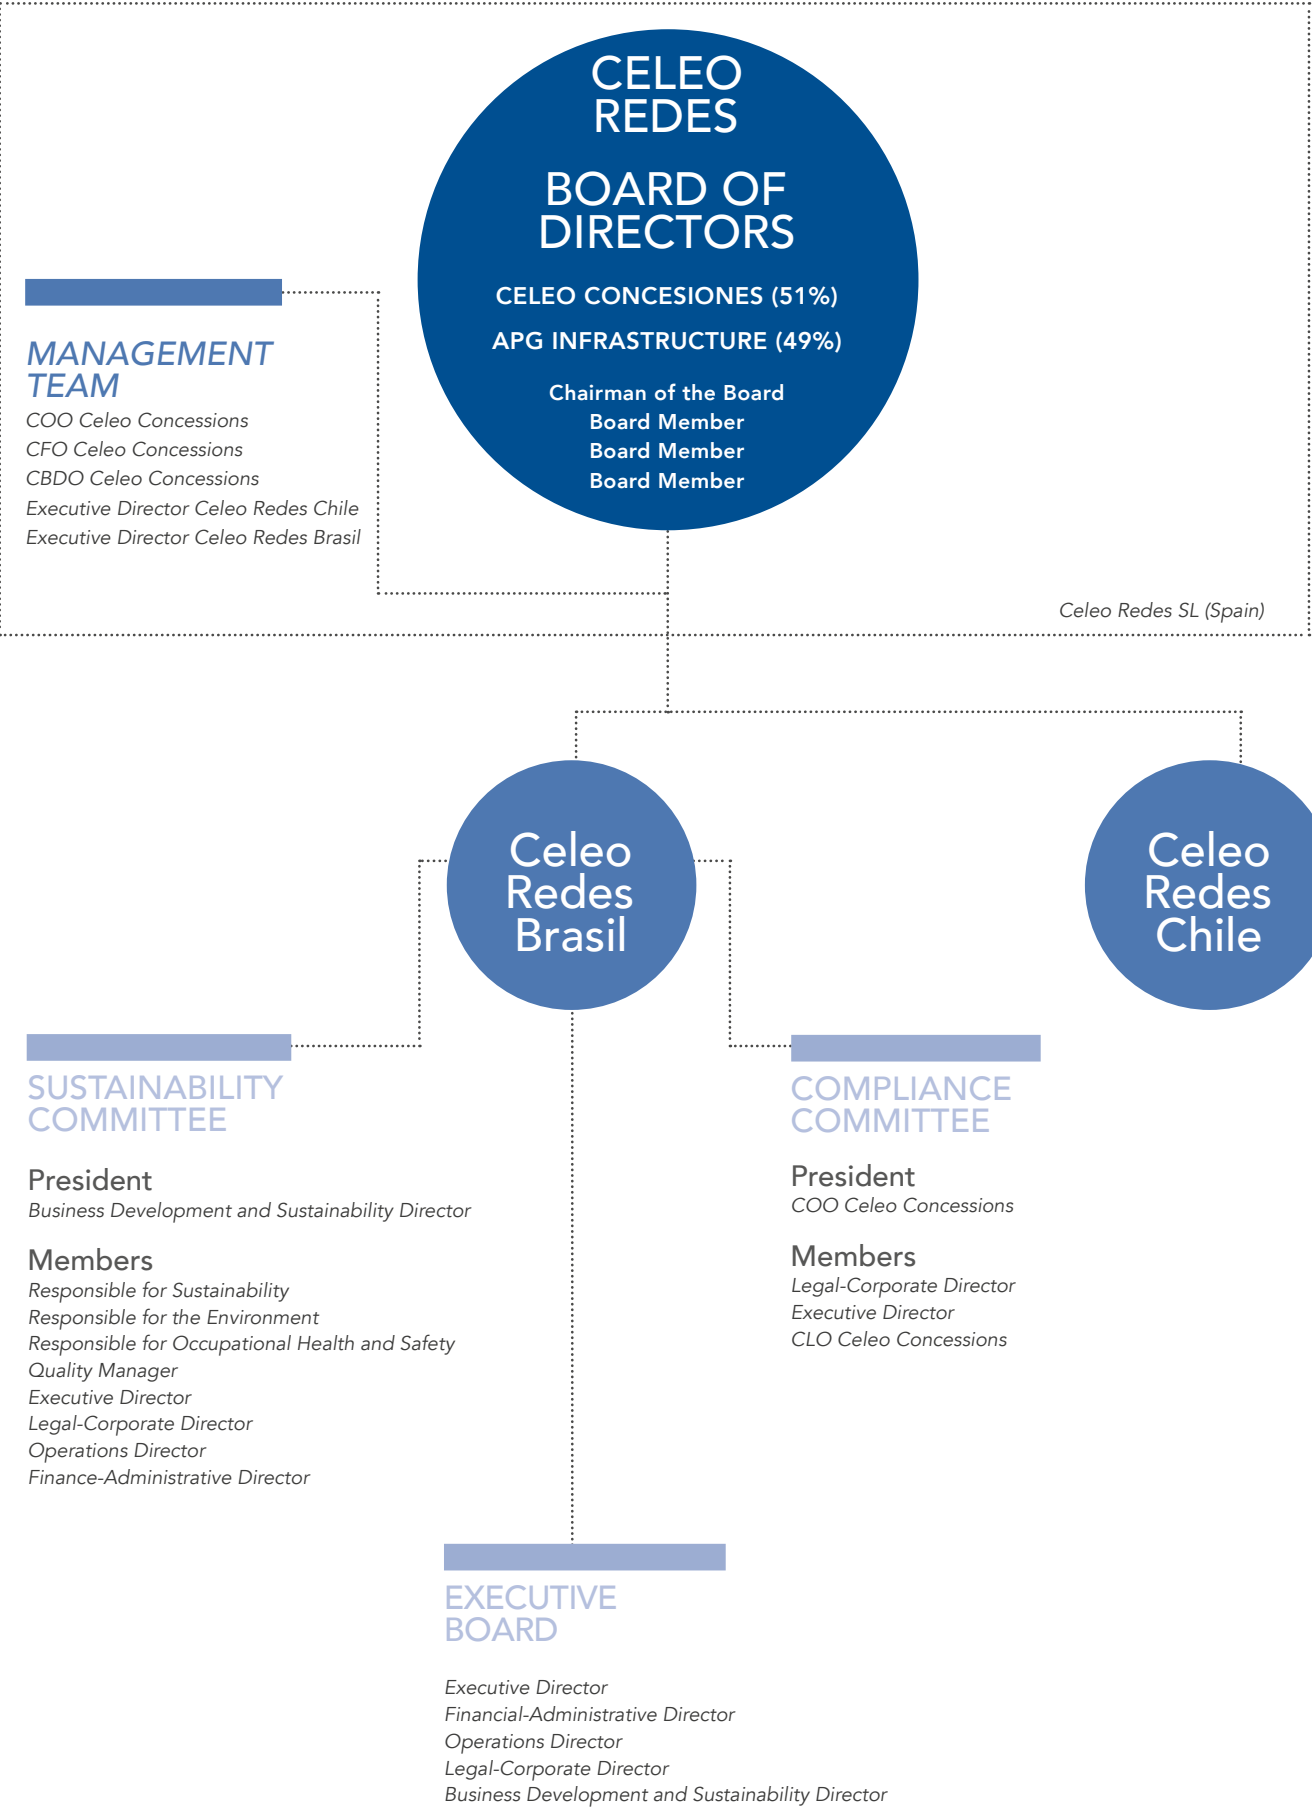 CELEO
REDES
BOARD OF
DIRECTORS
CELEO CONCESIONES (51%)
APG INFRASTRUCTURE (49%)
Chairman of the Board
Board Member
Board Member
Board Member
MANAGEMENT
TEAM
COO Celeo Concessions
CFO Celeo Concessions
CBDO Celeo Concessions
Executive Director Celeo Redes Chile
Executive Director Celeo Redes Brasil
Celeo Redes SL (Spain)
Celeo
Redes
Brasil
Celeo
Redes
Chile
SUSTAINABILITY
COMMITTEE
President
Business Development and Sustainability Director
Members
Responsible for Sustainability
Responsible for the Environment
Responsible for Occupational Health and Safety
Quality Manager
Executive Director
Legal-Corporate Director
Operations Director
Finance-Administrative Director
COMPLIANCE
COMMITTEE
President
COO Celeo Concessions
Members
Legal-Corporate Director
Executive Director
CLO Celeo Concessions
EXECUTIVE
BOARD
Executive Director
Financial-Administrative Director
Operations Director
Legal-Corporate Director
Business Development and Sustainability Director